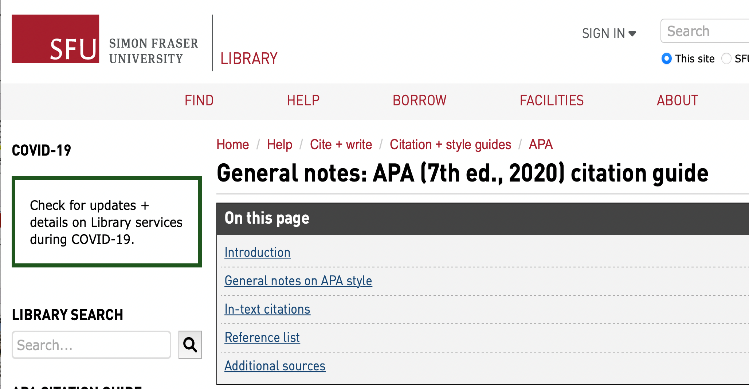 SFU
SIMON FRASER
UNIVERSITY
LIBRARY
SIGN IN
Search
This site
SFU
FIND
HELP
BORROW
FACILITIES
ABOUT
COVID-19
Check for updates +
details on Library services
during COVID-19.
LIBRARY SEARCH
Search...
Home / Help / Cite + write / Citation + style guides / APA
General notes: APA (7th ed., 2020) citation guide
On this page
Introduction
General notes on APA style
In-text citations
Reference list
Additional sources